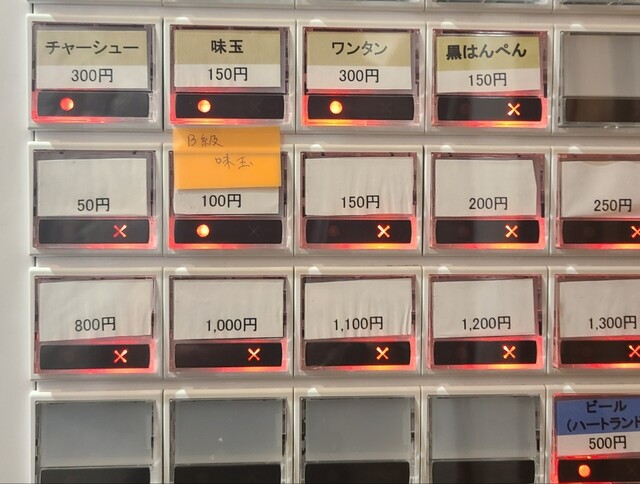 チャーシュー
300円
味玉
150円
ワンタン
300円
黒はんぺん
150円
B級
味玉
50円
100円
150円
200円
250円
800円
1,000円
1,100円
1,200円
1,300円
ビール
(ハートランド
500円